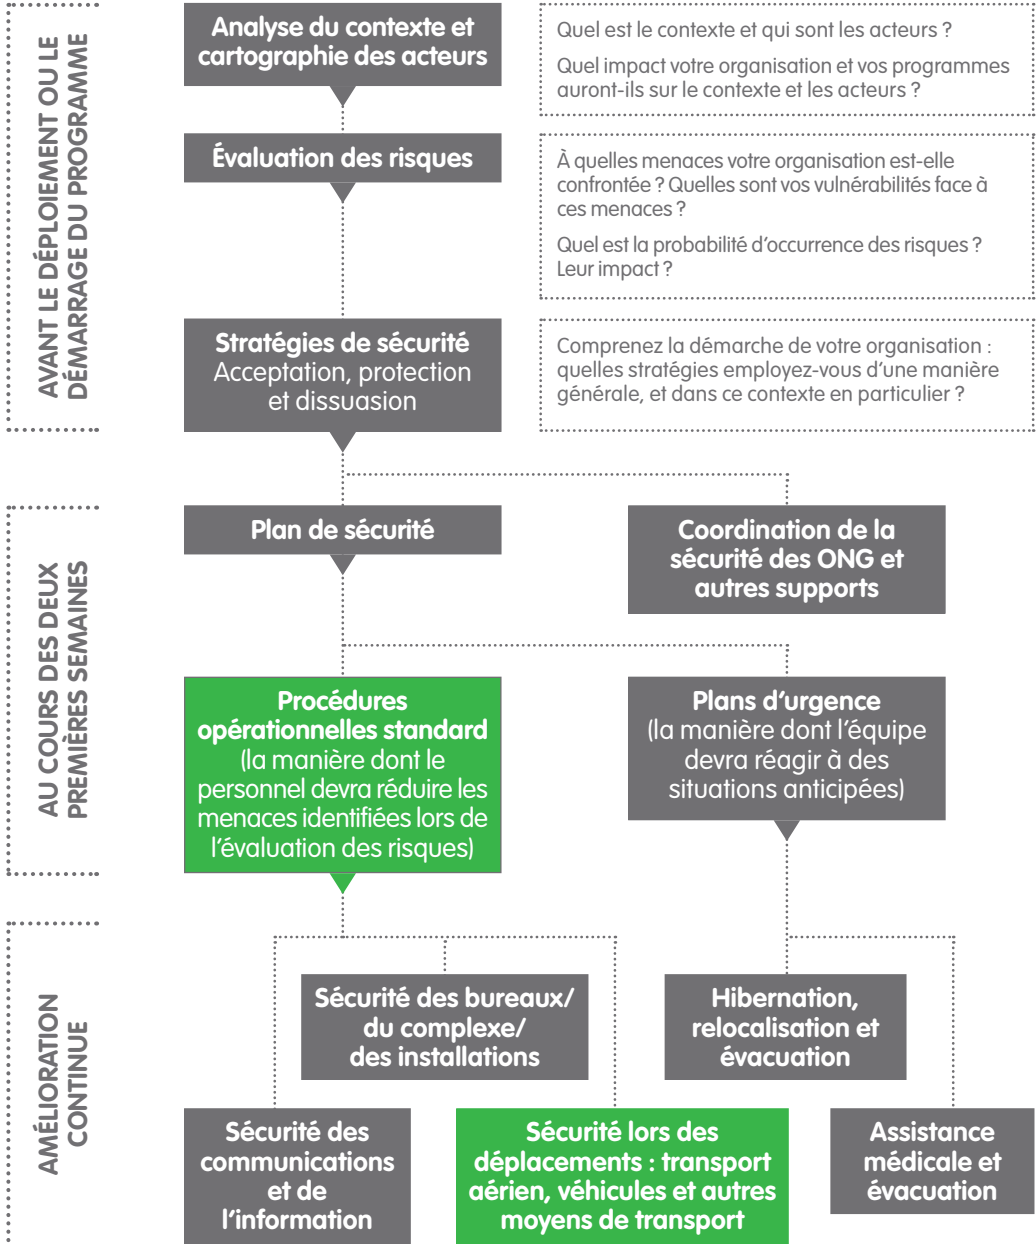 AVANT LE DÉPLOIEMENT OU LE
DÉMARRAGE DU PROGRAMME
Analyse du contexte et
cartographie des acteurs
Quel est le contexte et qui sont les acteurs ?
Quel impact votre organisation et vos programmes
auront-ils sur le contexte et les acteurs ?
Évaluation des risques
À quelles menaces votre organisation est-elle
confrontée ? Quelles sont vos vulnérabilités face à
ces menaces ?
Quel est la probabilité d’occurrence des risques ?
Leur impact ?
Stratégies de sécurité
Acceptation, protection
et dissuasion
Comprenez la démarche de votre organisation :
quelles stratégies employez-vous d’une manière
générale, et dans ce contexte en particulier ?
AU COURS DES DEUX
PREMIÈRES SEMAINES
Plan de sécurité
Coordination de la
sécurité des ONG et
autres supports
Procédures
opérationnelles standard
(la manière dont le
personnel devra réduire les
menaces identifiées lors de
l’évaluation des risques)
Plans d’urgence
(la manière dont l’équipe
devra réagir à des
situations anticipées)
AMÉLIORATION
CONTINUE
Sécurité des bureaux/
du complexe/
des installations
Hibernation,
relocalisation et
évacuation
Sécurité des
communications
et de
l’information
Sécurité lors des
déplacements : transport
aérien, véhicules et autres
moyens de transport
Assistance
médicale et
évacuation